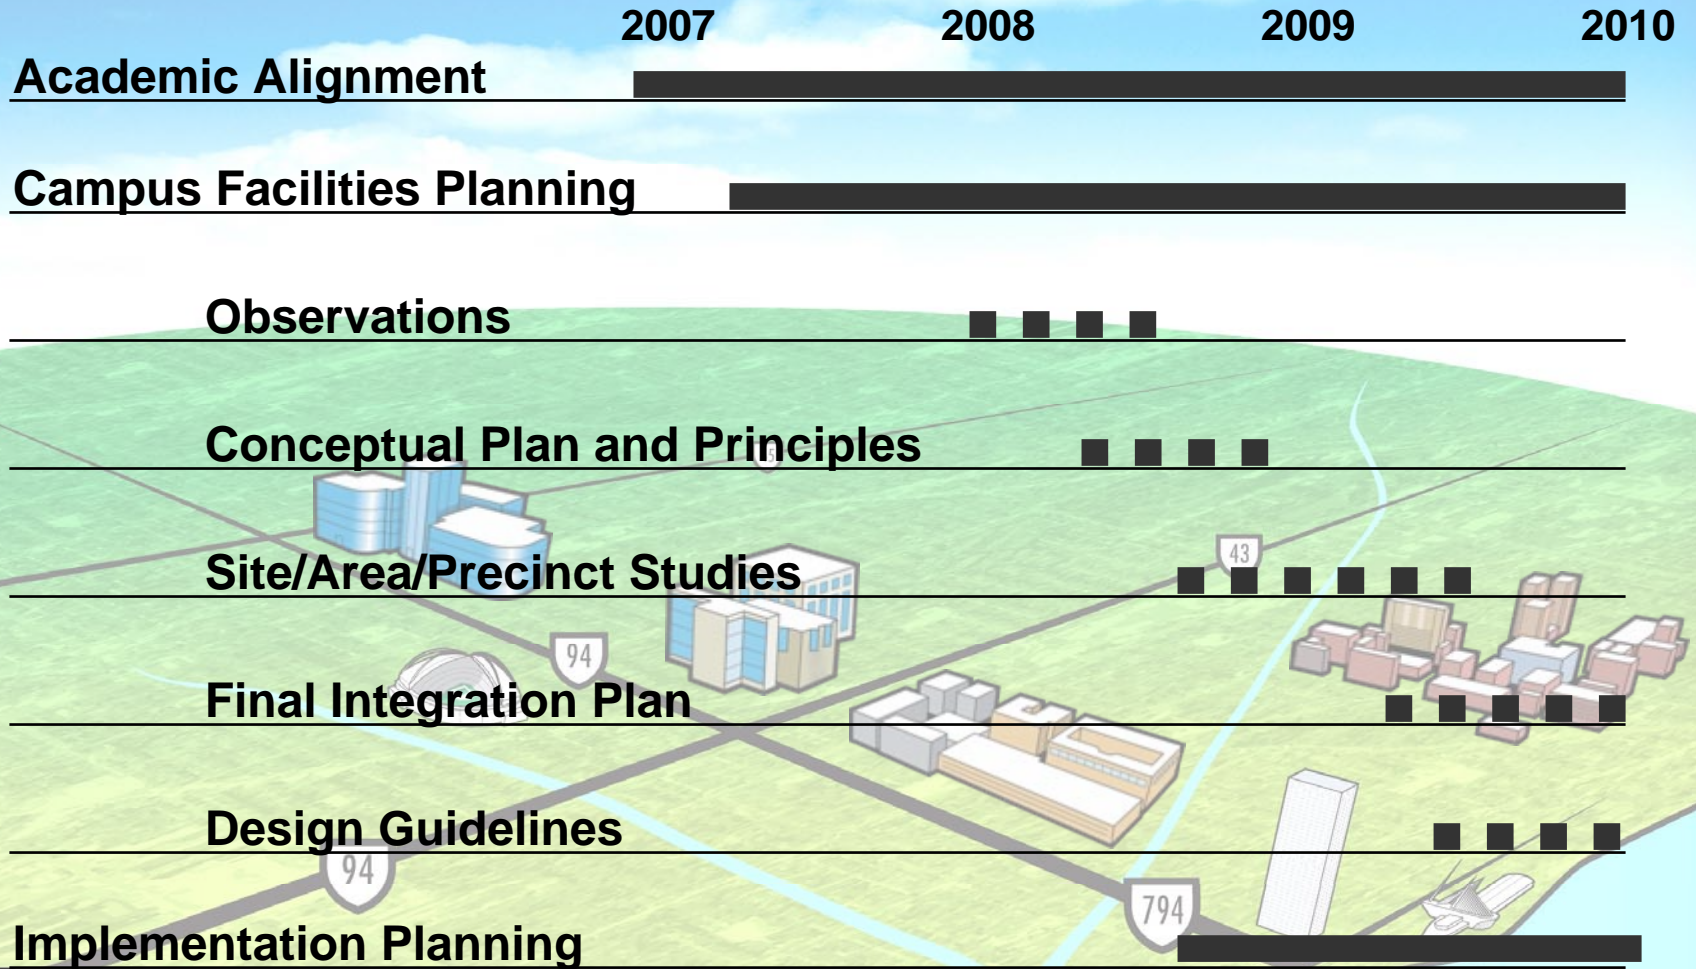 2007 2008 2009 2010
Academic Alignment
Campus Facilities Planning
Observations
Conceptual Plan and Principles
43
Site/Area/Precinct Studies
94
Final Integration Plan
Design Guidelines
94
794
Implementation Planning